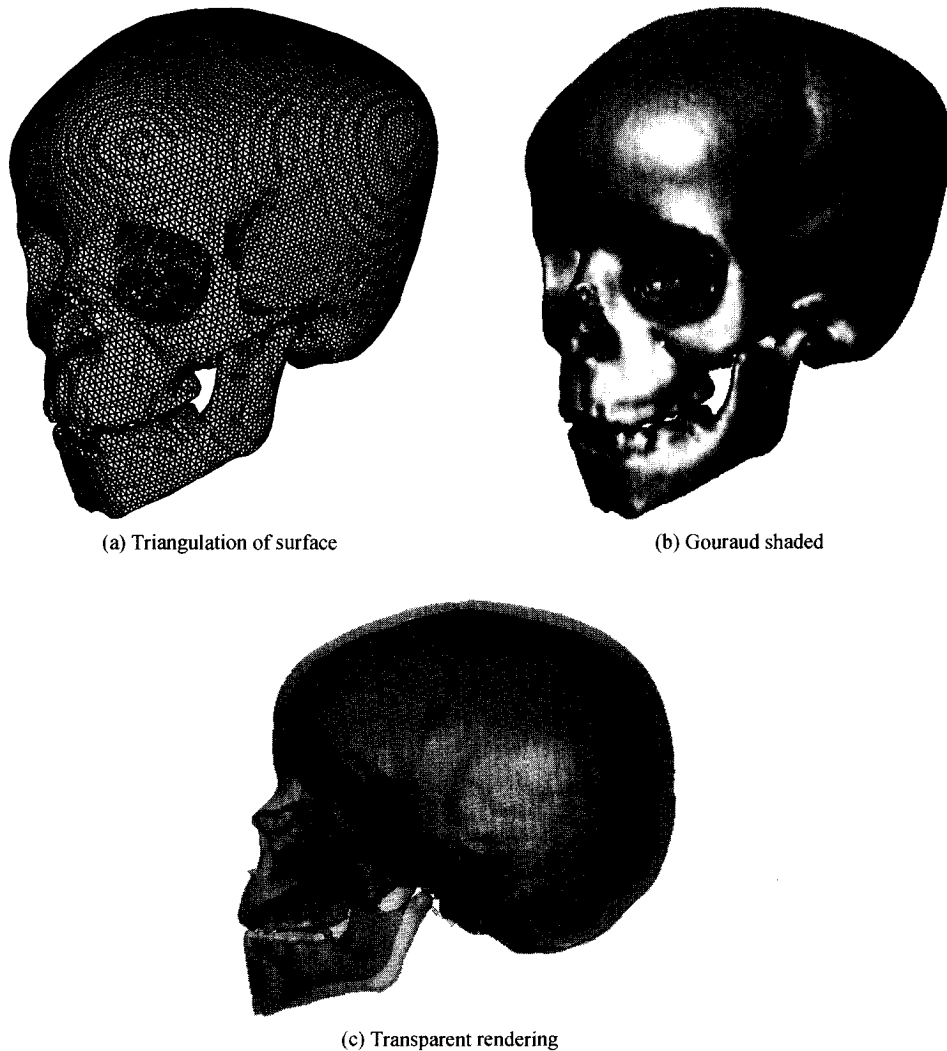 (a) Triangulation of surface
(b) Gouraud shaded
(c) Transparent rendering